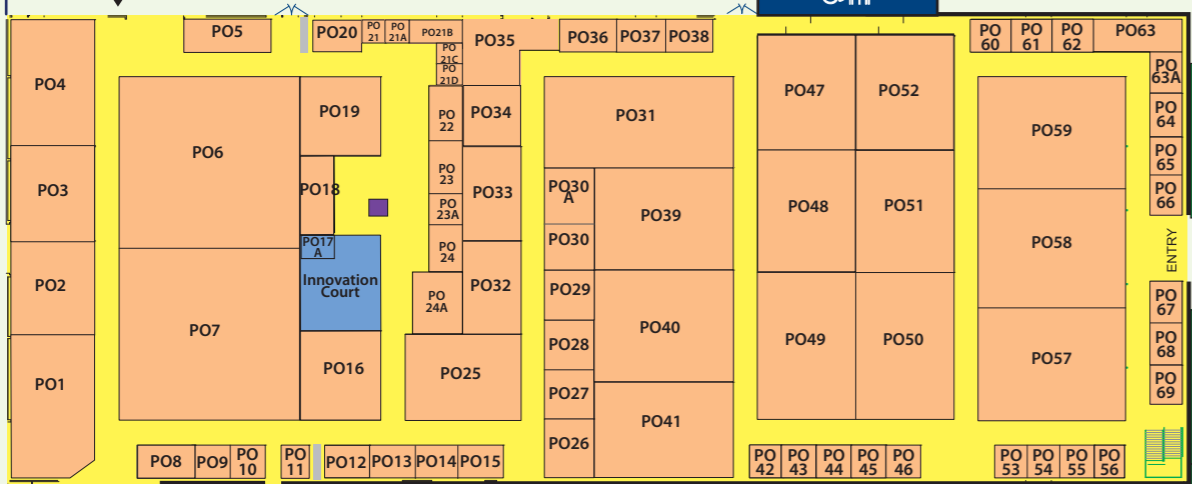 PO5
PO20
PO
21
PO
21A
PO21B
PO
21C
PO
21D
PO35
PO36
PO37
PO38
PO
60
PO
61
PO
62
PO63
PO
63A
PO4
PO3
PO2
PO1
PO6
PO7
PO19
PO18
PO17
A
Innovation
Court
PO16
PO
22
PO
23
PO
23A
PO
24
PO
24A
PO34
PO33
PO32
PO25
PO31
PO30
A
PO30
PO29
PO28
PO27
PO26
PO39
PO40
PO41
PO47
PO52
PO48
PO51
PO49
PO50
PO59
PO58
PO57
PO
64
PO
65
PO
66
ENTRY
PO
67
PO
68
PO
69
PO8
PO9
PO
10
PO
11
PO12
PO13
PO14
PO15
PO
42
PO
43
PO
44
PO
45
PO
46
PO
53
PO
54
PO
55
PO
56